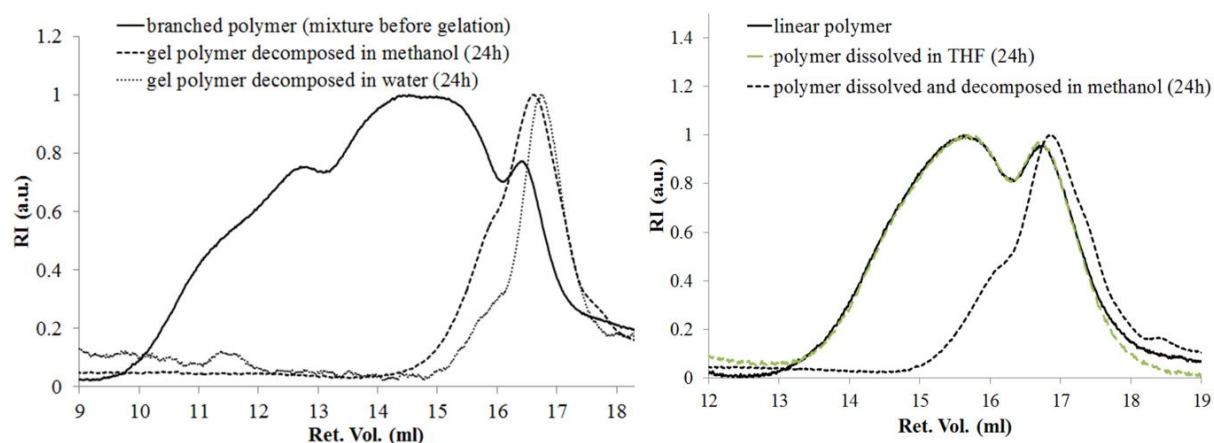 branched polymer (mixture before gelation)
gel polymer decomposed in methanol (24h)
gel polymer decomposed in water (24h)
1.2
1
0.8
0.6
0.4
0.2
0
RI (a.u.)
9 10 11 12 13 14 15 16 17 18
Ret. Vol. (ml)
linear polymer
polymer dissolved in THF (24h)
polymer dissolved and decomposed in methanol (24h)
1.4
1.2
1
0.8
0.6
0.4
0.2
0
RI (a.u.)
12 13 14 15 16 17 18 19
Ret. Vol. (ml)